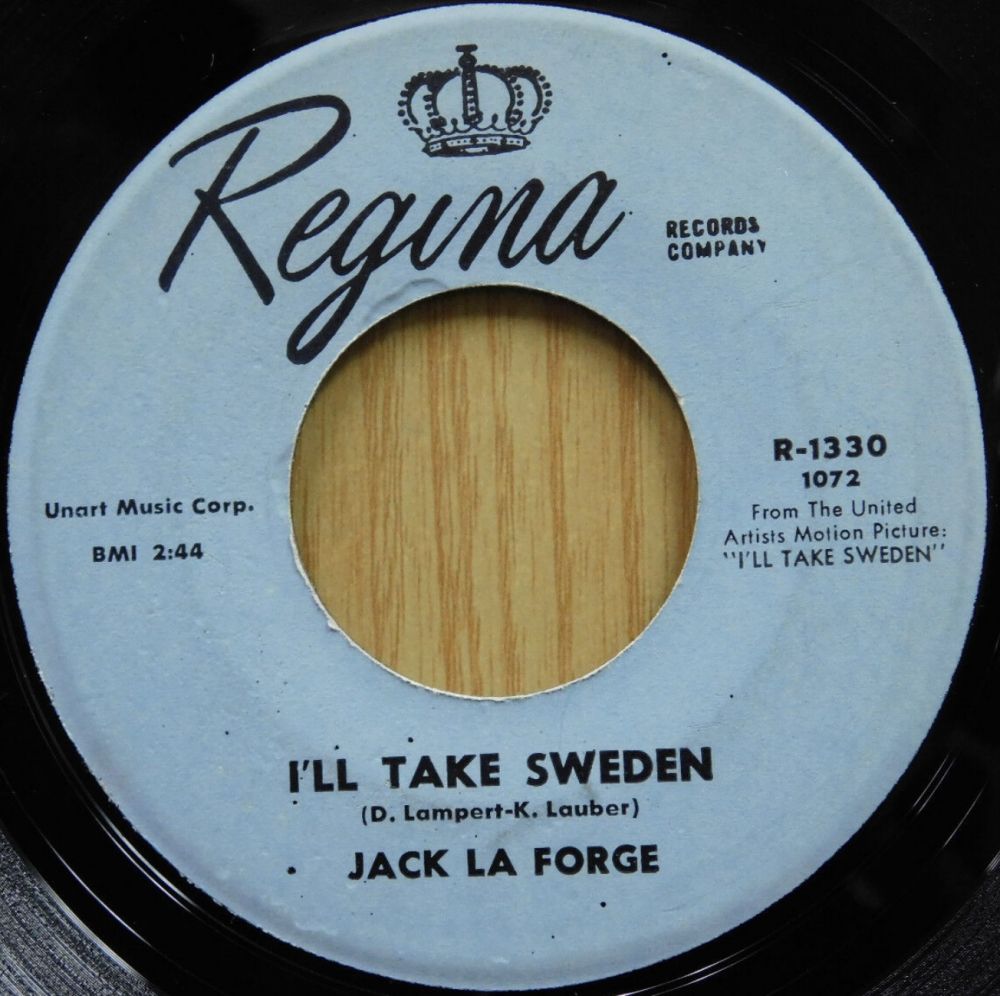 Regina
RECORDS
COMPANY
R-1330
1072
From The United
Artists Motion Picture:
"I'LL TAKE SWEDEN"
Unart Music Corp.
BMI 2:44
I'LL TAKE SWEDEN
(D. Lampert-K. Lauber)
JACK LA FORGE